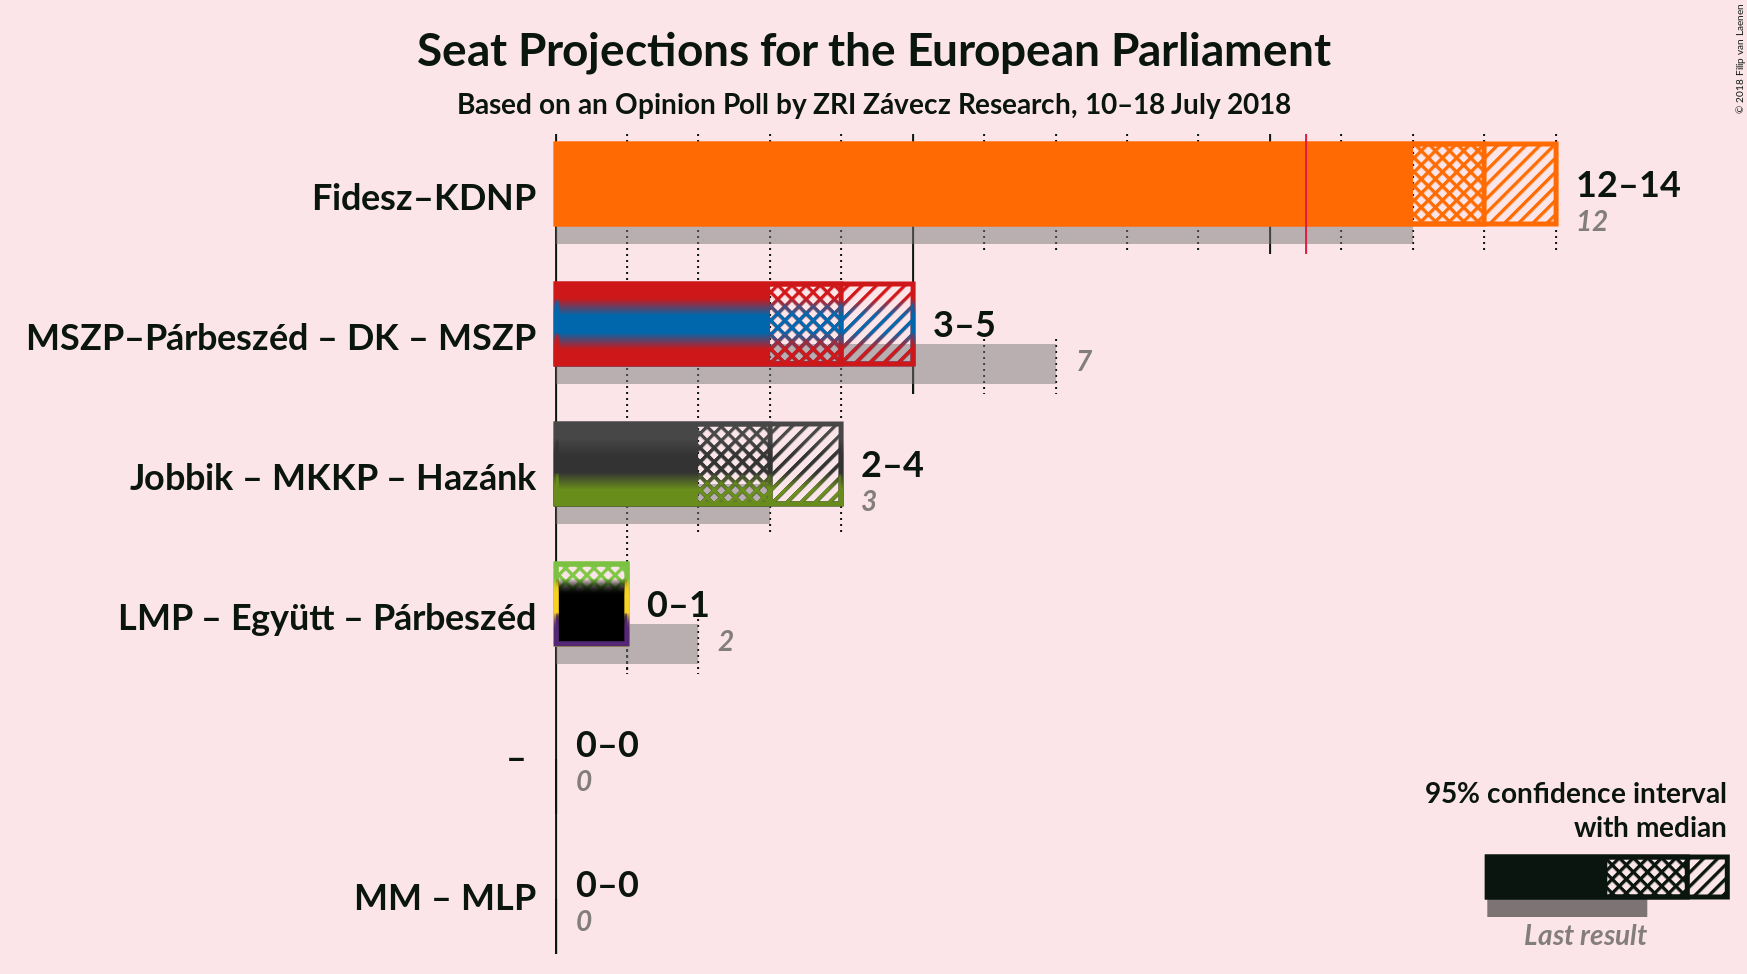 Seat Projections for the European Parliament
Based on an Opinion Poll by ZRI Závecz Research, 10–18 July 2018
© 2018 Filip van Laenen
Fidesz–KDNP
12–14
12
MSZP–Párbeszéd – DK – MSZP
3–5
7
Jobbik – MKKP – Hazánk
2–4
3
LMP – Együtt – Párbeszéd
0–1
2
–
0–0
0
MM – MLP
0–0
0
95% confidence interval
with median
Last result